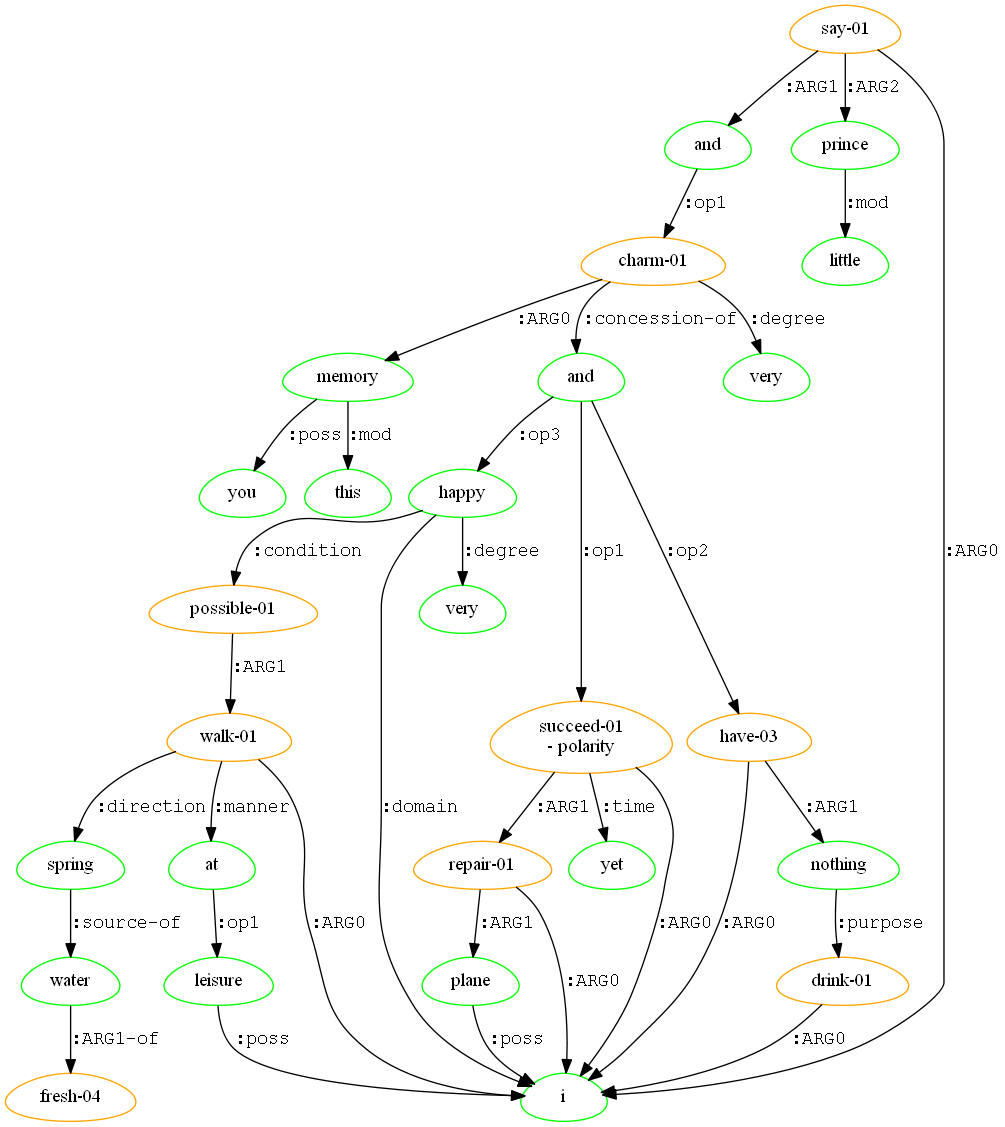 say-01
:ARG1 :ARG2
and prince
:op1 :mod
charm-01 little
:ARG0 :concession-of :degree
memory and very
:poss :mod :op3
you this happy
:condition :degree :op1 :op2 :ARG0
possible-01 very
:ARG1
walk-01 succeed-01 have-03
- polarity
:direction :manner :domain :ARG1 :time :ARG1
spring at repair-01 yet nothing
:source-of :op1 :ARG0 :ARG1 :ARG0 :ARG0 :purpose
water leisure plane :ARG0 drink-01
:ARG1-of :poss :poss :ARG0
fresh-04 i